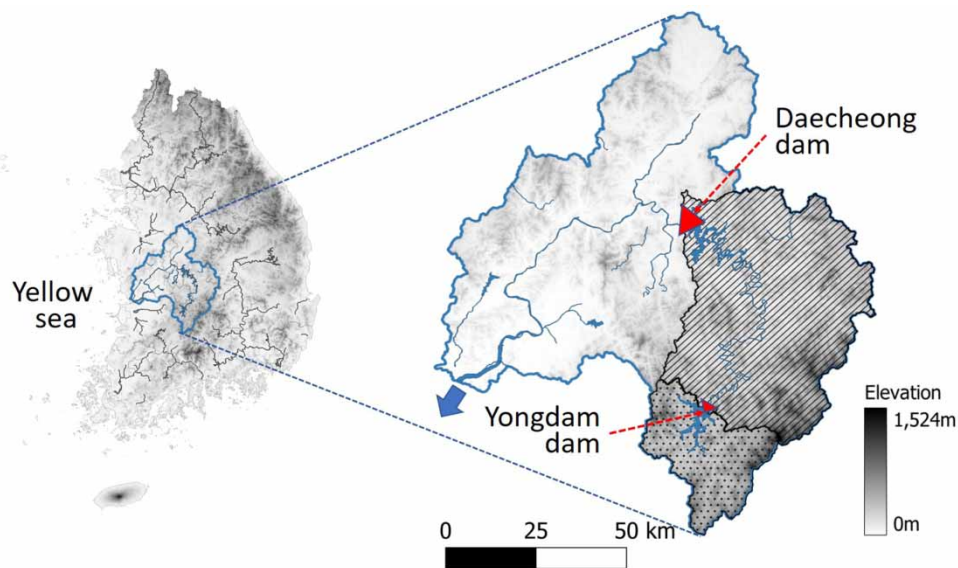 Daecheong
dam
Yellow
sea
Elevation
1,524m
Yongdam
dam
0m
0 25 50 km